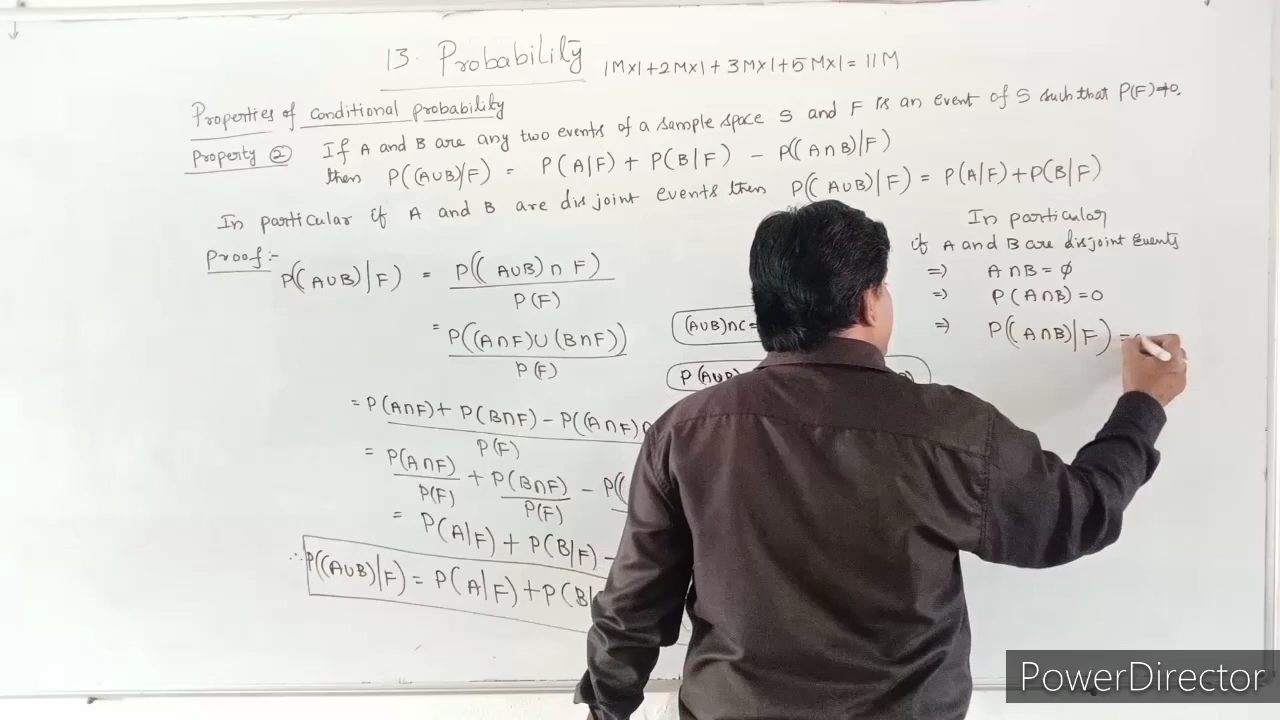 13. Probability 1M×1+2M×1+3M×1+5M×1=11M
Properties of conditional probability
Property ② If A and B are any two events of a sample space S and F is an event of S such that P(F)≠0.
then P((A∪B)|F) = P(A|F) + P(B|F) - P((A∩B)|F)
In particular if A and B are disjoint events then P((A∪B)|F) = P(A|F)+P(B|F)
Proof:-
P((A∪B)|F) = P((A∪B)∩F) / P(F)
= P((A∩F)∪(B∩F)) / P(F)
= P(A∩F)+P(B∩F)-P((A∩F)∩ / P(F)
= P(A∩F)/P(F) + P(B∩F)/P(F) - P((
= P(A|F)+P(B|F)-
∴ P((A∪B)|F) = P(A|F)+P(B|
(A∪B)∩C=
P(A∪B)
In particular
if A and B are disjoint events
⇒ A∩B=∅
⇒ P(A∩B)=0
⇒ P((A∩B)|F)=
PowerDirector